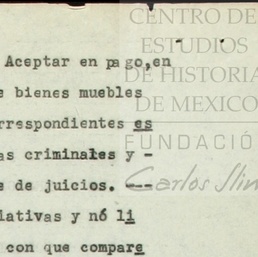 Aceptar en pago, en
e bienes muebles
rrespondientes es
as criminales y -
e de juicios. ----
lativas y nó li
con que compare
CENTRO DE
ESTUDIOS
DE HISTORIA
DE MEXICO
FUNDACIÓ
Carlos Slim